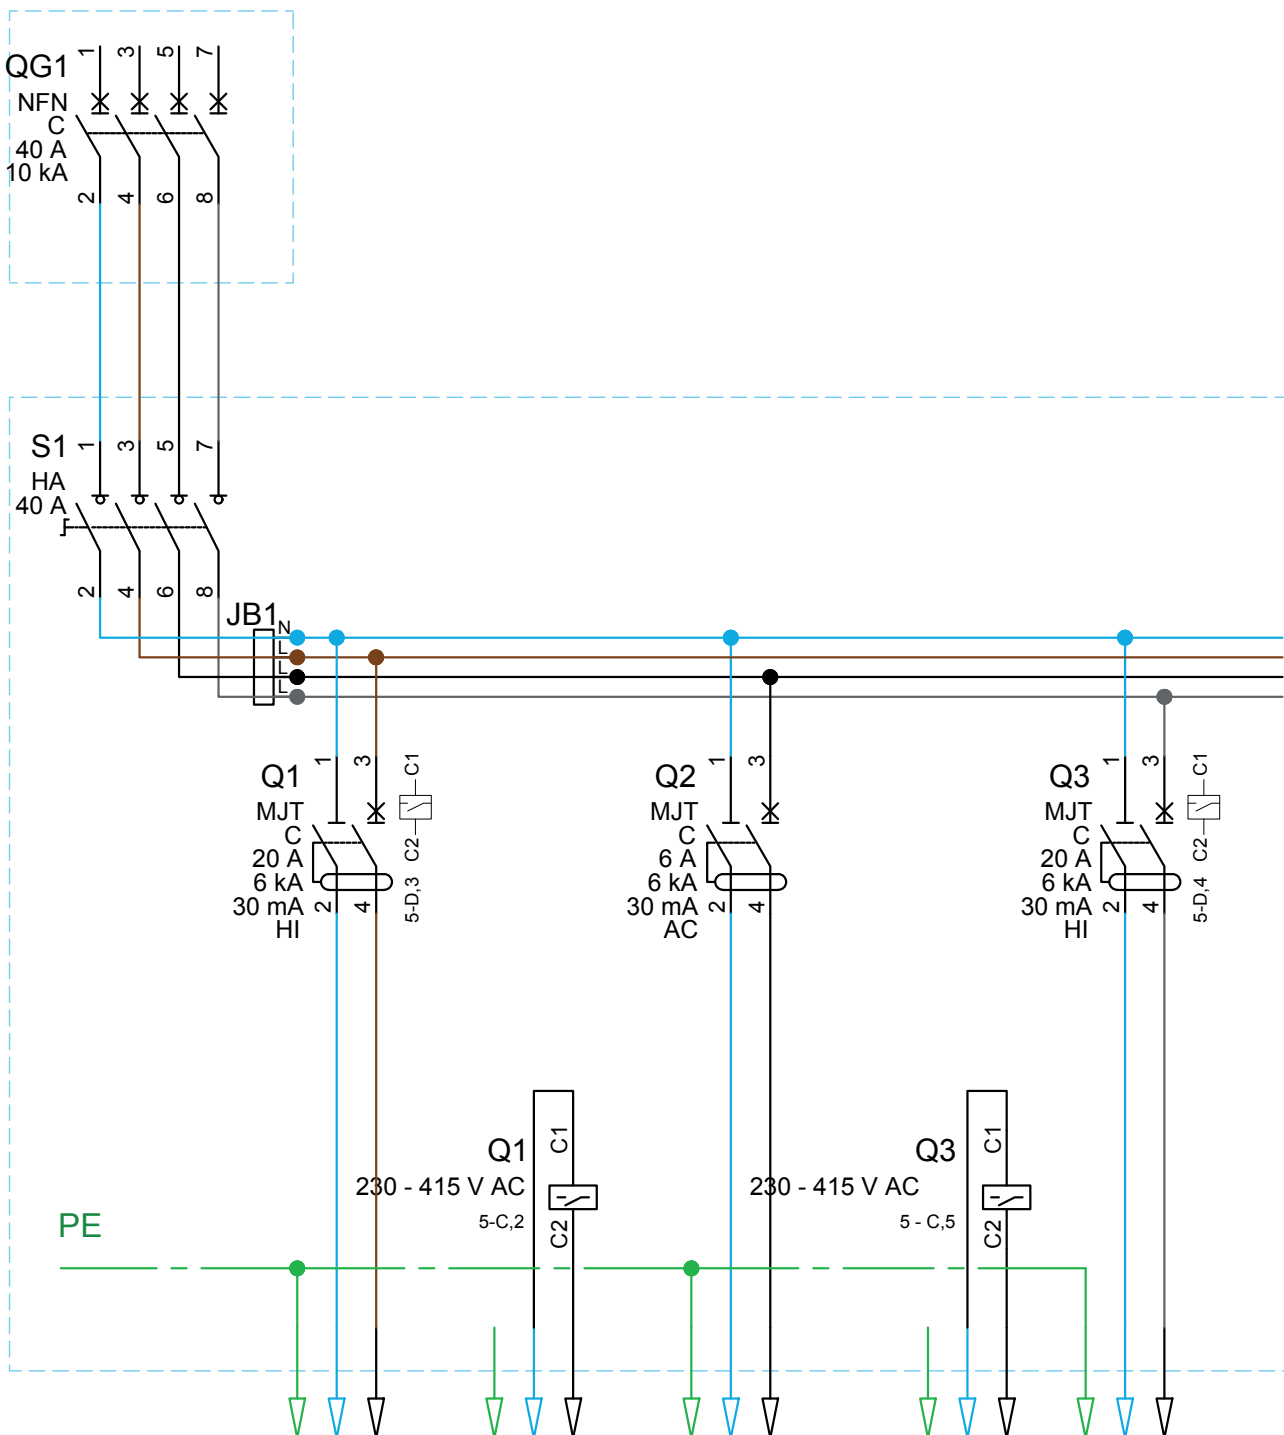 1 3 5 7
QG1
NFN
C
40 A
10 kA
2 4 6 8
S1 1 3 5 7
HA
40 A
2 4 6 8
JB1 N
L
L
L
Q1 1 3 C1
MJT
C
20 A C2
6 kA
30 mA 2 4 5-D,3
HI
Q2 1 3
MJT
C
6 A
6 kA
30 mA 2 4
AC
Q3 1 3 C1
MJT
C
20 A C2
6 kA
30 mA 2 4 5-D,4
HI
Q1 C1
230 - 415 V AC
5-C,2 C2
Q3 C1
230 - 415 V AC
5 - C,5 C2
PE